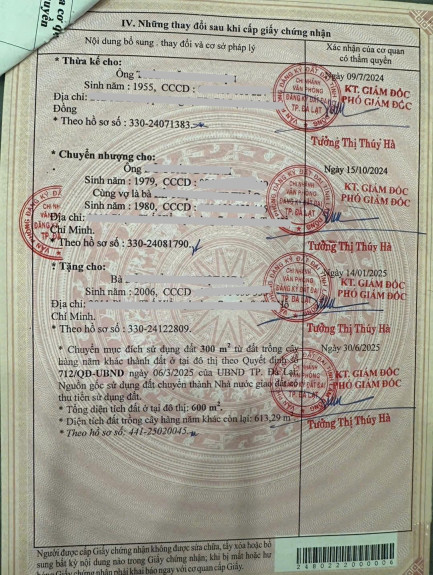 IV. Những thay đổi sau khi cấp giấy chứng nhận
Nội dung bổ sung, thay đổi và cơ sở pháp lý
Xác nhận của cơ quan
có thẩm quyền
* Thừa kế cho:
Ngày 09/7/2024
Ông
KT. GIÁM ĐỐC
Sinh năm : 1955, CCCD :
PHÓ GIÁM ĐỐC
Địa chỉ:
Đồng
* Theo hồ sơ số: 330-24071383.
CHI NHÁNH
VĂN PHÒNG
ĐĂNG KÝ ĐẤT ĐAI
TP. ĐÀ LẠT
Tưởng Thị Thúy Hà
* Chuyển nhượng cho:
Ngày 15/10/2024
Ông
KT. GIÁM ĐỐC
Sinh năm : 1979, CCCD :
PHÓ GIÁM ĐỐC
Cùng vợ là bà
Sinh năm : 1980, CCCD :
Địa chỉ:
Chí Minh.
* Theo hồ sơ số : 330-24081790.
Tưởng Thị Thúy Hà
* Tặng cho:
Ngày 14/01/2025
Bà
KT. GIÁM ĐỐC
Sinh năm : 2006, CCCD
PHÓ GIÁM ĐỐC
Địa chỉ:
Chí Minh.
* Theo hồ sơ số : 330-24122809.
Tưởng Thị Thúy Hà
* Chuyển mục đích sử dụng đất 300 m² từ đất trồng cây
Ngày 30/6/2025
hàng năm khác thành đất ở tại đô thị theo Quyết định số
KT. GIÁM ĐỐC
712/QĐ-UBND ngày 06/3/2025 của UBND TP. Đà Lạt.
PHÓ GIÁM ĐỐC
Nguồn gốc sử dụng đất chuyển thành Nhà nước giao đất có
thu tiền sử dụng đất.
* Tổng diện tích đất ở tại đô thị: 600 m².
* Diện tích đất trồng cây hàng năm khác còn lại: 613,29 m
* Theo hồ sơ số: 441-25020045.
Tưởng Thị Thúy Hà
Người được cấp Giấy chứng nhận không được sửa chữa, tẩy xóa hoặc bổ
sung bất kỳ nội dung nào trong Giấy chứng nhận; khi bị mất hoặc hư
hỏng Giấy chứng nhận phải khai báo ngay với cơ quan cấp Giấy.